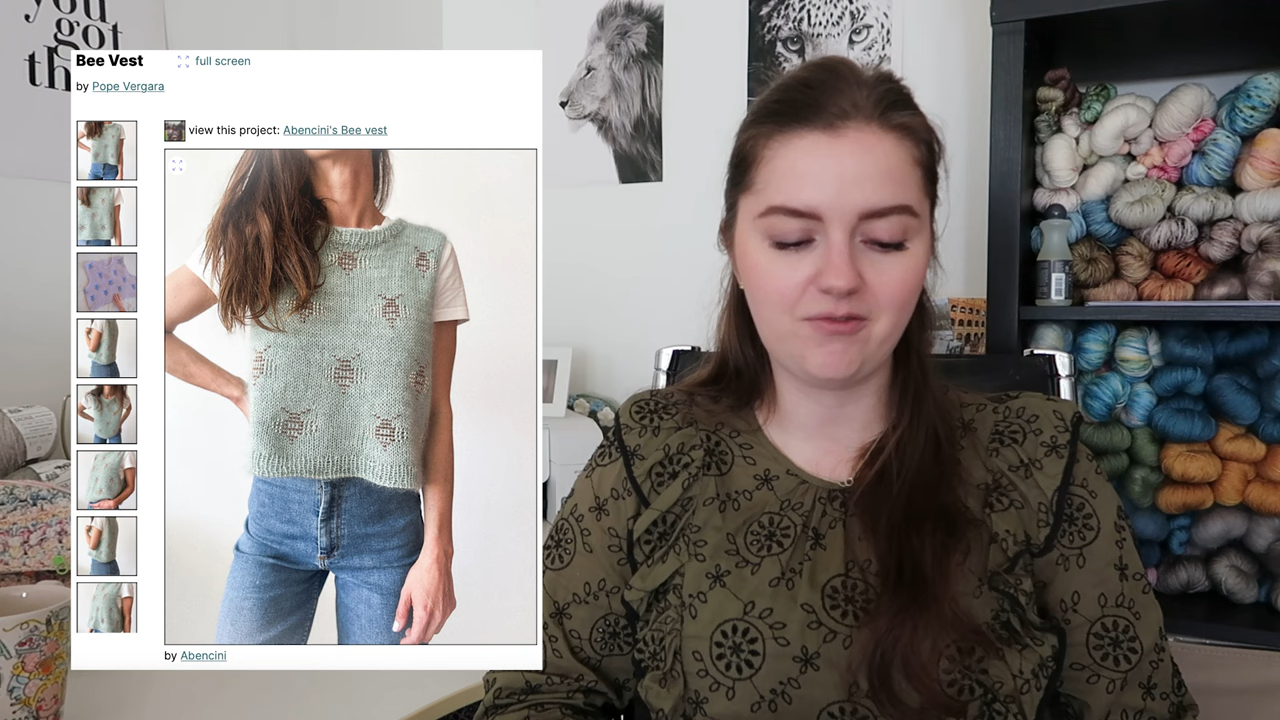 you
got
th
Bee Vest
full screen
by Pope Vergara
view this project: Abencini's Bee vest
by Abencini